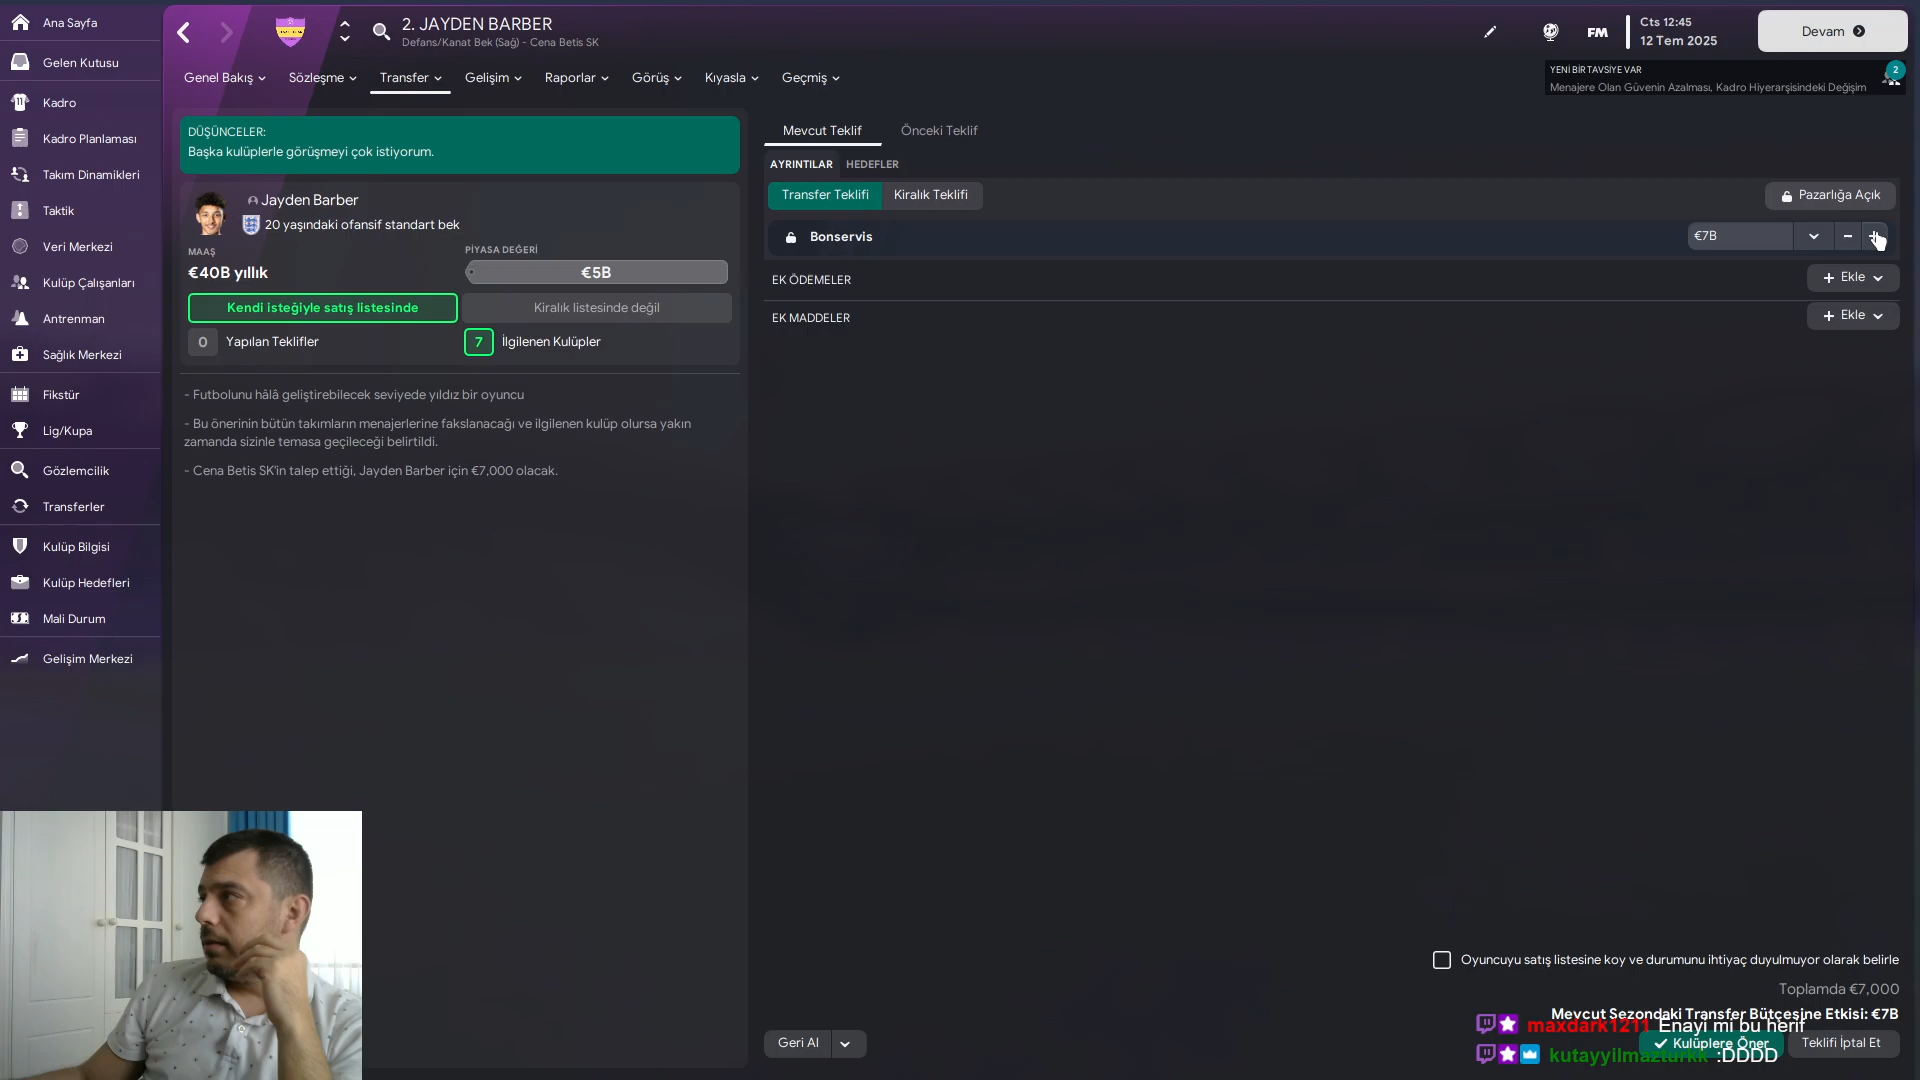 Ana Sayfa
Gelen Kutusu
Kadro
Kadro Planlaması
Takım Dinamikleri
Taktik
Veri Merkezi
Kulüp Çalışanları
Antrenman
Sağlık Merkezi
Fikstür
Lig/Kupa
Gözlemcilik
Transferler
Kulüp Bilgisi
Kulüp Hedefleri
Mali Durum
Gelişim Merkezi
2. JAYDEN BARBER
Defans/Kanat Bek (Sağ) - Cena Betis SK
FM
Cts 12:45
12 Tem 2025
Devam
Genel Bakış
Sözleşme
Transfer
Gelişim
Raporlar
Görüş
Kıyasla
Geçmiş
YENİ BİR TAVSİYE VAR
Menajere Olan Güvenin Azalması, Kadro Hiyerarşisindeki Değişim
2
DÜŞÜNCELER:
Başka kulüplerle görüşmeyi çok istiyorum.
Jayden Barber
20 yaşındaki ofansif standart bek
MAAŞ
€40B yıllık
PİYASA DEĞERİ
€5B
Kendi isteğiyle satış listesinde
Kiralık listesinde değil
0 Yapılan Teklifler
7 İlgilenen Kulüpler
- Futbolunu hâlâ geliştirebilecek seviyede yıldız bir oyuncu
- Bu önerinin bütün takımların menajerlerine fakslanacağı ve ilgilenen kulüp olursa yakın
zamanda sizinle temasa geçileceği belirtildi.
- Cena Betis SK'in talep ettiği, Jayden Barber için €7,000 olacak.
Mevcut Teklif
Önceki Teklif
AYRINTILAR
HEDEFLER
Transfer Teklifi
Kiralık Teklifi
Pazarlığa Açık
Bonservis
€7B
EK ÖDEMELER
+ Ekle
EK MADDELER
+ Ekle
Oyuncuyu satış listesine koy ve durumunu ihtiyaç duyulmuyor olarak belirle
Toplamda €7,000
Mevcut Sezondaki Transfer Bütçesine Etkisi: €7B
maxdark1211 Enayi mi bu herif
Geri Al
Kulüplere Öner
Teklifi İptal Et
kutayyilmazturkk :DDDD